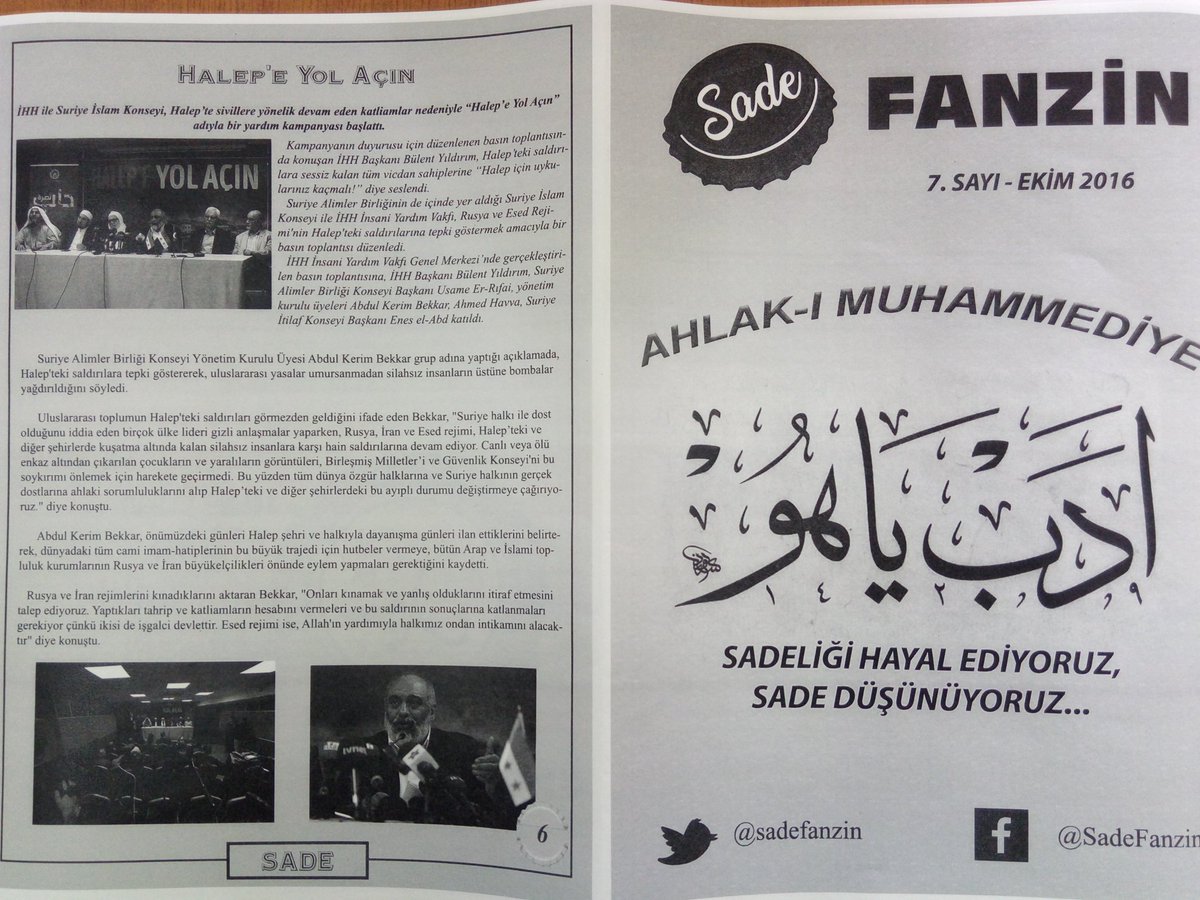 HALEP'E YOL AÇIN
İHH ile Suriye İslam Konseyi, Halep'te sivillere yönelik devam eden katliamlar nedeniyle “Halep'e Yol Açın”
adıyla bir yardım kampanyası başlattı.
YOL AÇIN
Kampanyanın duyurusu için düzenlenen basın toplantısın-
da konuşan İHH Başkanı Bülent Yıldırım, Halep'teki saldırı-
lara sessiz kalan tüm vicdan sahiplerine “Halep için uyku-
larınız kaçmalı!” diye seslendi.
Suriye Alimler Birliğinin de içinde yer aldığı Suriye İslam
Konseyi ile İHH İnsani Yardım Vakfı, Rusya ve Esed Reji-
mi'nin Halep'teki saldırılarına tepki göstermek amacıyla bir
basın toplantısı düzenledi.
İHH İnsani Yardım Vakfı Genel Merkezi'nde gerçekleştiri-
len basın toplantısına, İHH Başkanı Bülent Yıldırım, Suriye
Alimler Birliği Konseyi Başkanı Usame Er-Rıfai, yönetim
kurulu üyeleri Abdul Kerim Bekkar, Ahmed Havva, Suriye
İtilaf Konseyi Başkanı Enes el-Abd katıldı.
Suriye Alimler Birliği Konseyi Yönetim Kurulu Üyesi Abdul Kerim Bekkar grup adına yaptığı açıklamada,
Halep'teki saldırılara tepki göstererek, uluslararası yasalar umursanmadan silahsız insanların üstüne bombalar
yağdırıldığını söyledi.
Uluslararası toplumun Halep'teki saldırıları görmezden geldiğini ifade eden Bekkar, "Suriye halkı ile dost
olduğunu iddia eden birçok ülke lideri gizli anlaşmalar yaparken, Rusya, İran ve Esed rejimi, Halep'teki ve
diğer şehirlerde kuşatma altında kalan silahsız insanlara karşı hain saldırılarına devam ediyor. Canlı veya ölü
enkaz altından çıkarılan çocukların ve yaralıların görüntüleri, Birleşmiş Milletler'i ve Güvenlik Konseyi'ni bu
soykırımı önlemek için harekete geçirmedi. Bu yüzden tüm dünya özgür halklarına ve Suriye halkının gerçek
dostlarına ahlaki sorumluluklarını alıp Halep'teki ve diğer şehirlerdeki bu ayıplı durumu değiştirmeye çağırıyo-
ruz." diye konuştu.
Abdul Kerim Bekkar, önümüzdeki günleri Halep şehri ve halkıyla dayanışma günleri ilan ettiklerini belirte-
rek, dünyadaki tüm cami imam-hatiplerinin bu büyük trajedi için hutbeler vermeye, bütün Arap ve İslami top-
luluk kurumlarının Rusya ve İran büyükelçilikleri önünde eylem yapmaları gerektiğini kaydetti.
Rusya ve İran rejimlerini kınadıklarını aktaran Bekkar, "Onları kınamak ve yanlış olduklarını itiraf etmesini
talep ediyoruz. Yaptıkları tahrip ve katliamların hesabını vermeleri ve bu saldırının sonuçlarına katlanmaları
gerekiyor çünkü ikisi de işgalci devlettir. Esed rejimi ise, Allah'ın yardımıyla halkımız ondan intikamını alacak-
tır" diye konuştu.
6
SADE
Sade
FANZİN
7. SAYI - EKİM 2016
AHLAK-I MUHAMMEDİYE
اَدَبْ يَا هُو
١٤٢٩
SADELİĞİ HAYAL EDİYORUZ,
SADE DÜŞÜNÜYORUZ...
@sadefanzin
f
@SadeFanzin